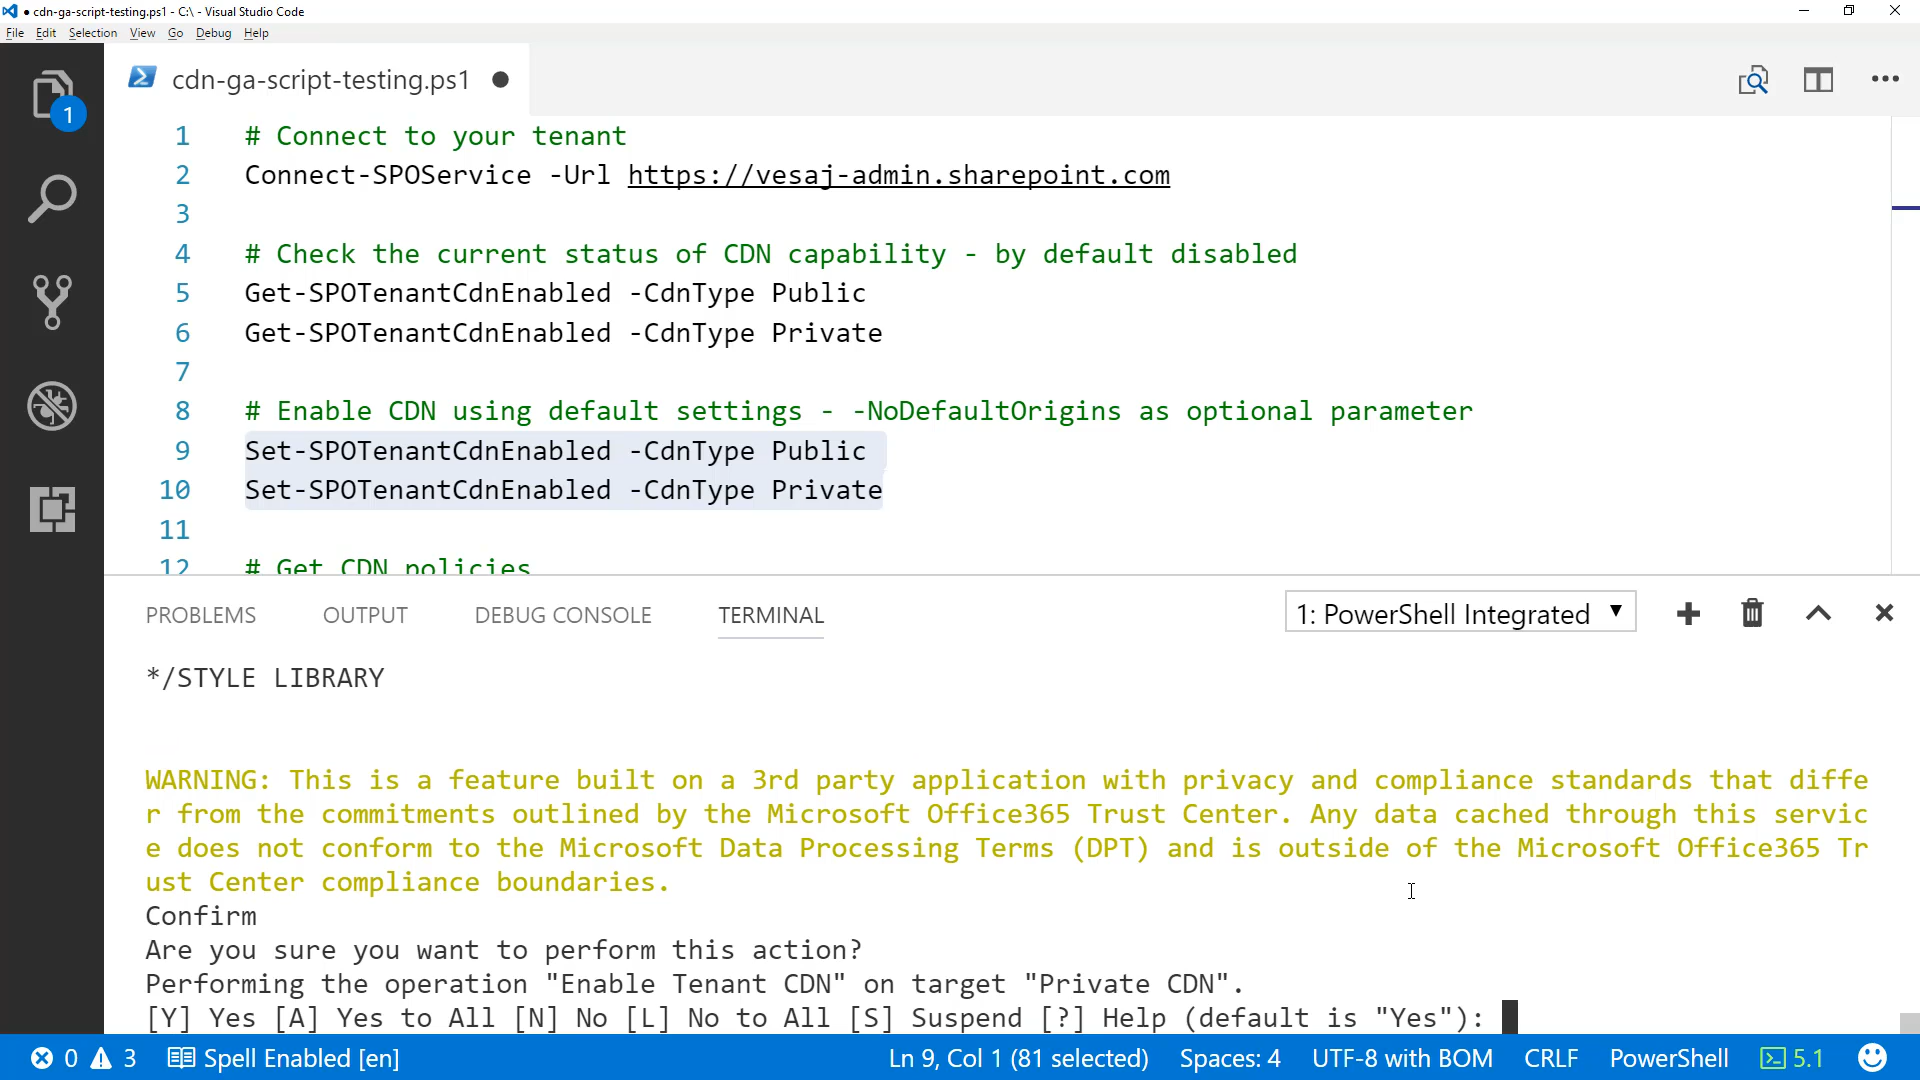 ● cdn-ga-script-testing.ps1 - C:\ - Visual Studio Code
File Edit Selection View Go Debug Help
1
cdn-ga-script-testing.ps1 ●
1 # Connect to your tenant
2 Connect-SPOService -Url https://vesaj-admin.sharepoint.com
3
4 # Check the current status of CDN capability - by default disabled
5 Get-SPOTenantCdnEnabled -CdnType Public
6 Get-SPOTenantCdnEnabled -CdnType Private
7
8 # Enable CDN using default settings - -NoDefaultOrigins as optional parameter
9 Set-SPOTenantCdnEnabled -CdnType Public
10 Set-SPOTenantCdnEnabled -CdnType Private
11
12 # Get CDN policies
PROBLEMS OUTPUT DEBUG CONSOLE TERMINAL 1: PowerShell Integrated
*/STYLE LIBRARY
WARNING: This is a feature built on a 3rd party application with privacy and compliance standards that diffe
r from the commitments outlined by the Microsoft Office365 Trust Center. Any data cached through this servic
e does not conform to the Microsoft Data Processing Terms (DPT) and is outside of the Microsoft Office365 Tr
ust Center compliance boundaries.
Confirm
Are you sure you want to perform this action?
Performing the operation "Enable Tenant CDN" on target "Private CDN".
[Y] Yes [A] Yes to All [N] No [L] No to All [S] Suspend [?] Help (default is "Yes"):
0 3 Spell Enabled [en] Ln 9, Col 1 (81 selected) Spaces: 4 UTF-8 with BOM CRLF PowerShell 5.1